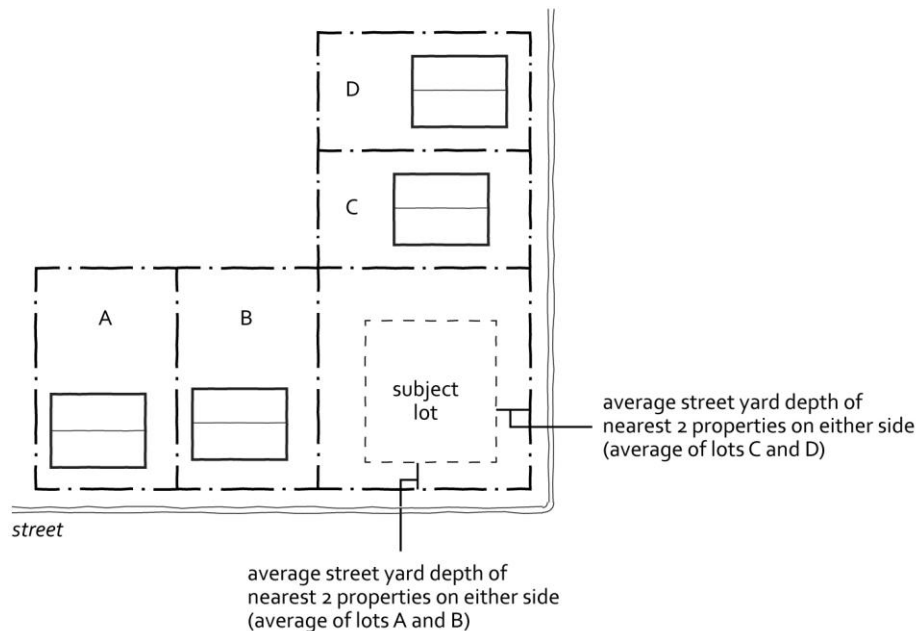 D
C
A
B
subject
lot
average street yard depth of
nearest 2 properties on either side
(average of lots C and D)
street
average street yard depth of
nearest 2 properties on either side
(average of lots A and B)